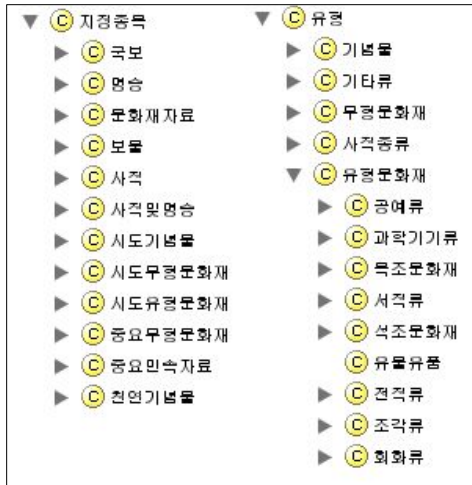 지정종목
국보
명승
문화재자료
보물
사적
사적및명승
시도기념물
시도무형문화재
시도유형문화재
중요무형문화재
중요민속자료
천연기념물
유형
기념물
기타류
무형문화재
사적종류
유형문화재
공예류
과학기기류
목조문화재
서적류
석조문화재
유물유품
전적류
조각류
회화류